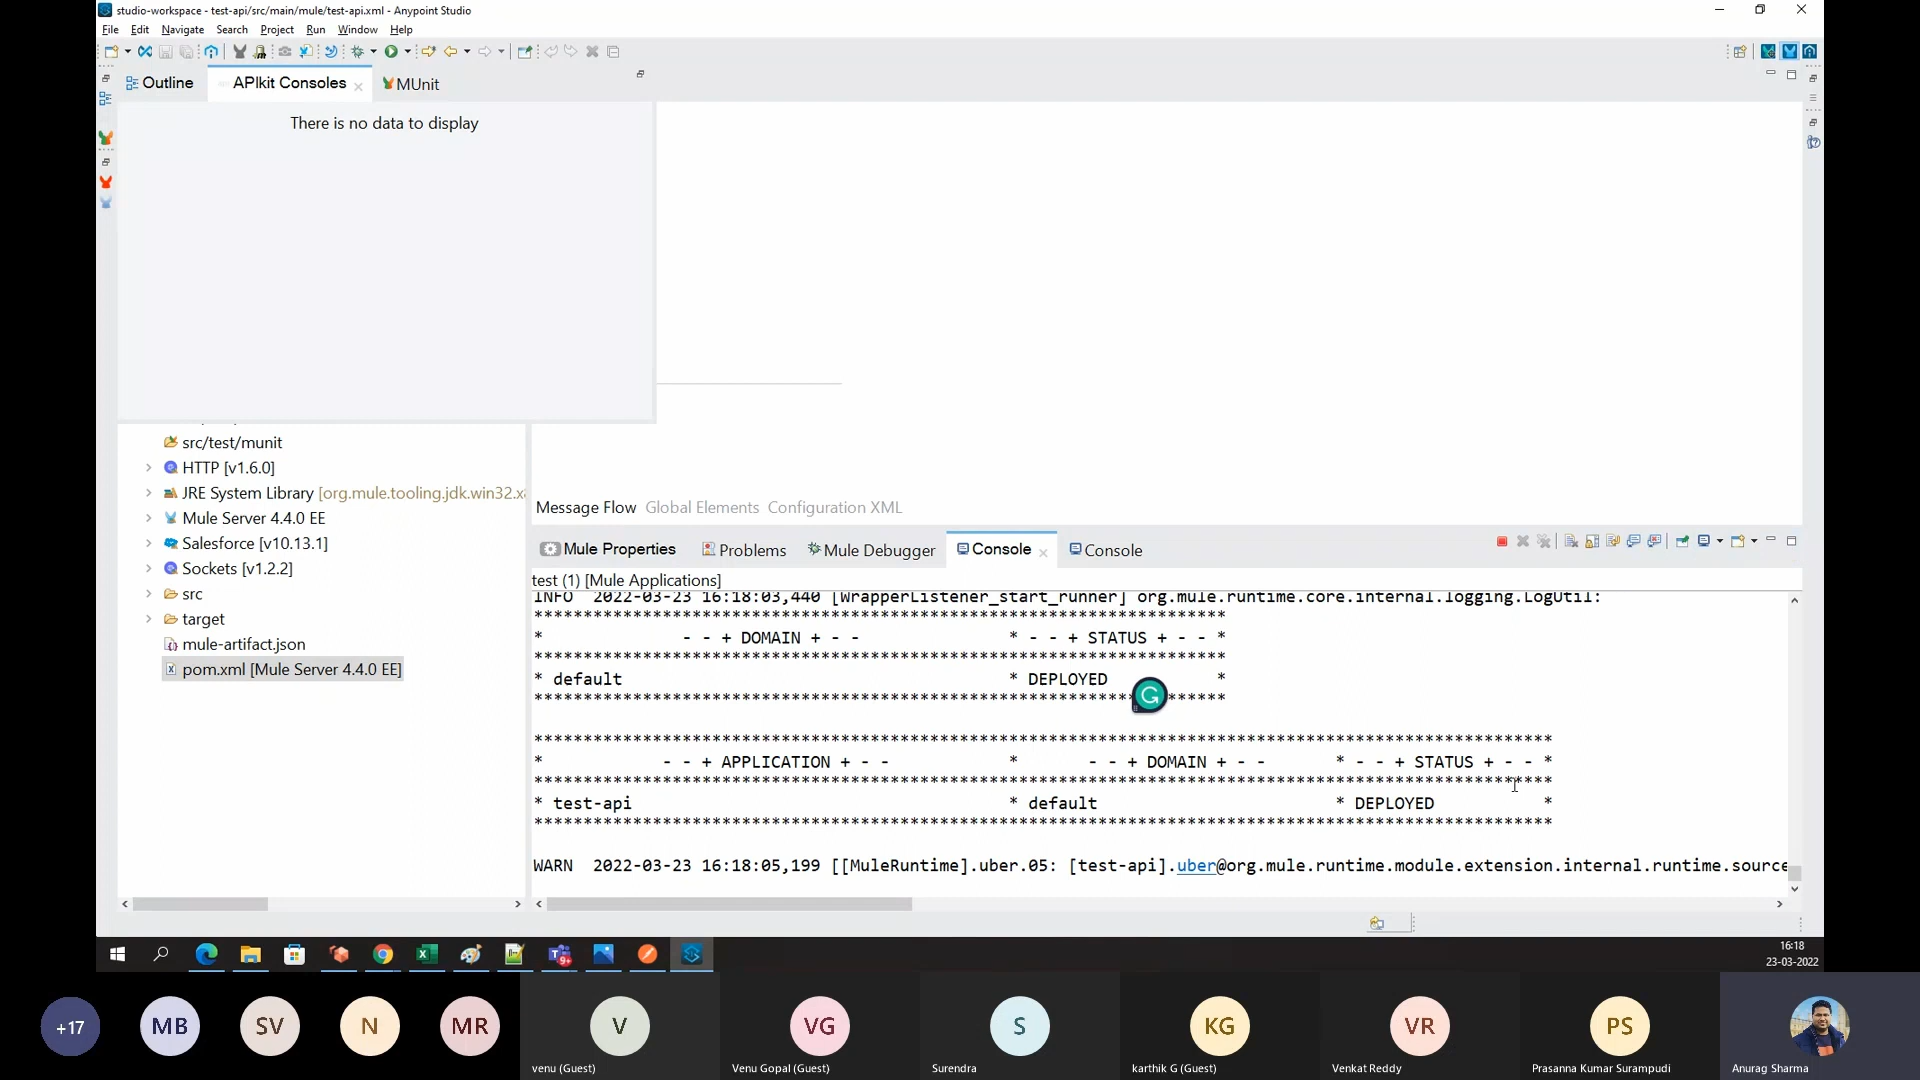 studio-workspace - test-api/src/main/mule/test-api.xml - Anypoint Studio
File Edit Navigate Search Project Run Window Help
Outline APIkit Consoles MUnit
There is no data to display
src/test/munit
HTTP [v1.6.0]
JRE System Library [org.mule.tooling.jdk.win32.x
Mule Server 4.4.0 EE
Salesforce [v10.13.1]
Sockets [v1.2.2]
src
target
mule-artifact.json
pom.xml [Mule Server 4.4.0 EE]
Message Flow Global Elements Configuration XML
Mule Properties Problems Mule Debugger Console Console
test (1) [Mule Applications]
INFO 2022-03-23 16:18:03,440 [WrapperListener_start_runner] org.mule.runtime.core.internal.logging.LogUtil:
**********************************************************************
* - - + DOMAIN + - - * - - + STATUS + - - *
**********************************************************************
* default * DEPLOYED *
**********************************************************************
*******************************************************************************************************
* - - + APPLICATION + - - * - - + DOMAIN + - - * - - + STATUS + - - *
*******************************************************************************************************
* test-api * default * DEPLOYED *
*******************************************************************************************************
WARN 2022-03-23 16:18:05,199 [[MuleRuntime].uber.05: [test-api].uber@org.mule.runtime.module.extension.internal.runtime.source
16:18
23-03-2022
+17 MB SV N MR V VG S KG VR PS
venu (Guest) Venu Gopal (Guest) Surendra karthik G (Guest) Venkat Reddy Prasanna Kumar Surampudi Anurag Sharma